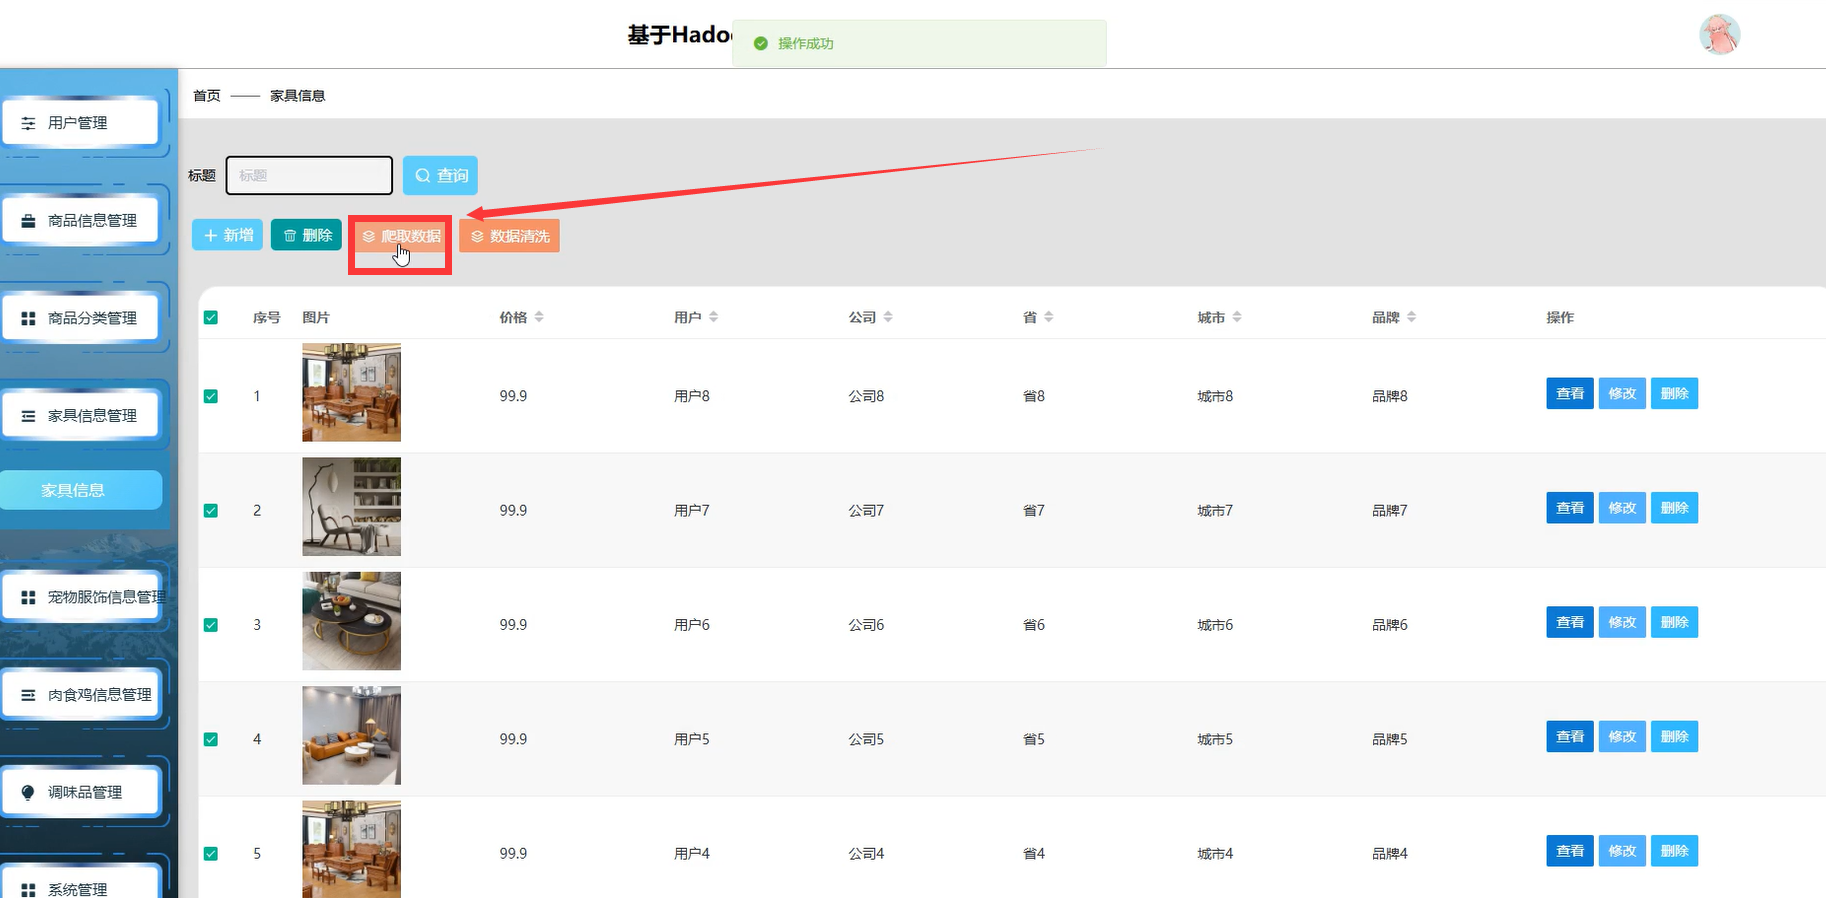 基于Hado
操作成功
首页 —— 家具信息
用户管理
商品信息管理
商品分类管理
家具信息管理
家具信息
宠物服饰信息管理
肉食鸡信息管理
调味品管理
系统管理
标题 标题 查询
新增 删除 爬取数据 数据清洗
序号 图片 价格 用户 公司 省 城市 品牌 操作
1 99.9 用户8 公司8 省8 城市8 品牌8 查看 修改 删除
2 99.9 用户7 公司7 省7 城市7 品牌7 查看 修改 删除
3 99.9 用户6 公司6 省6 城市6 品牌6 查看 修改 删除
4 99.9 用户5 公司5 省5 城市5 品牌5 查看 修改 删除
5 99.9 用户4 公司4 省4 城市4 品牌4 查看 修改 删除